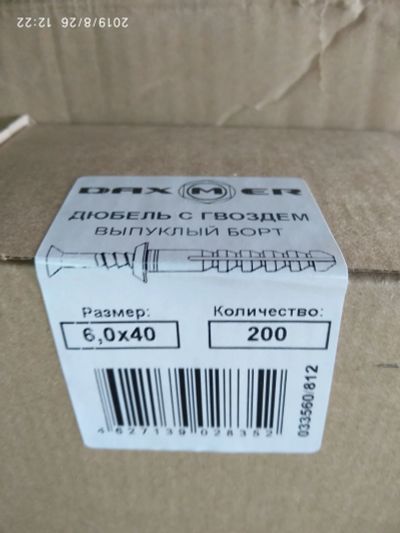 2019/8/26 12:22
DAXMER
ДЮБЕЛЬ С ГВОЗДЕМ
ВЫПУКЛЫЙ БОРТ
Размер: Количество:
6,0x40 200
4 627139 028352
033560/812